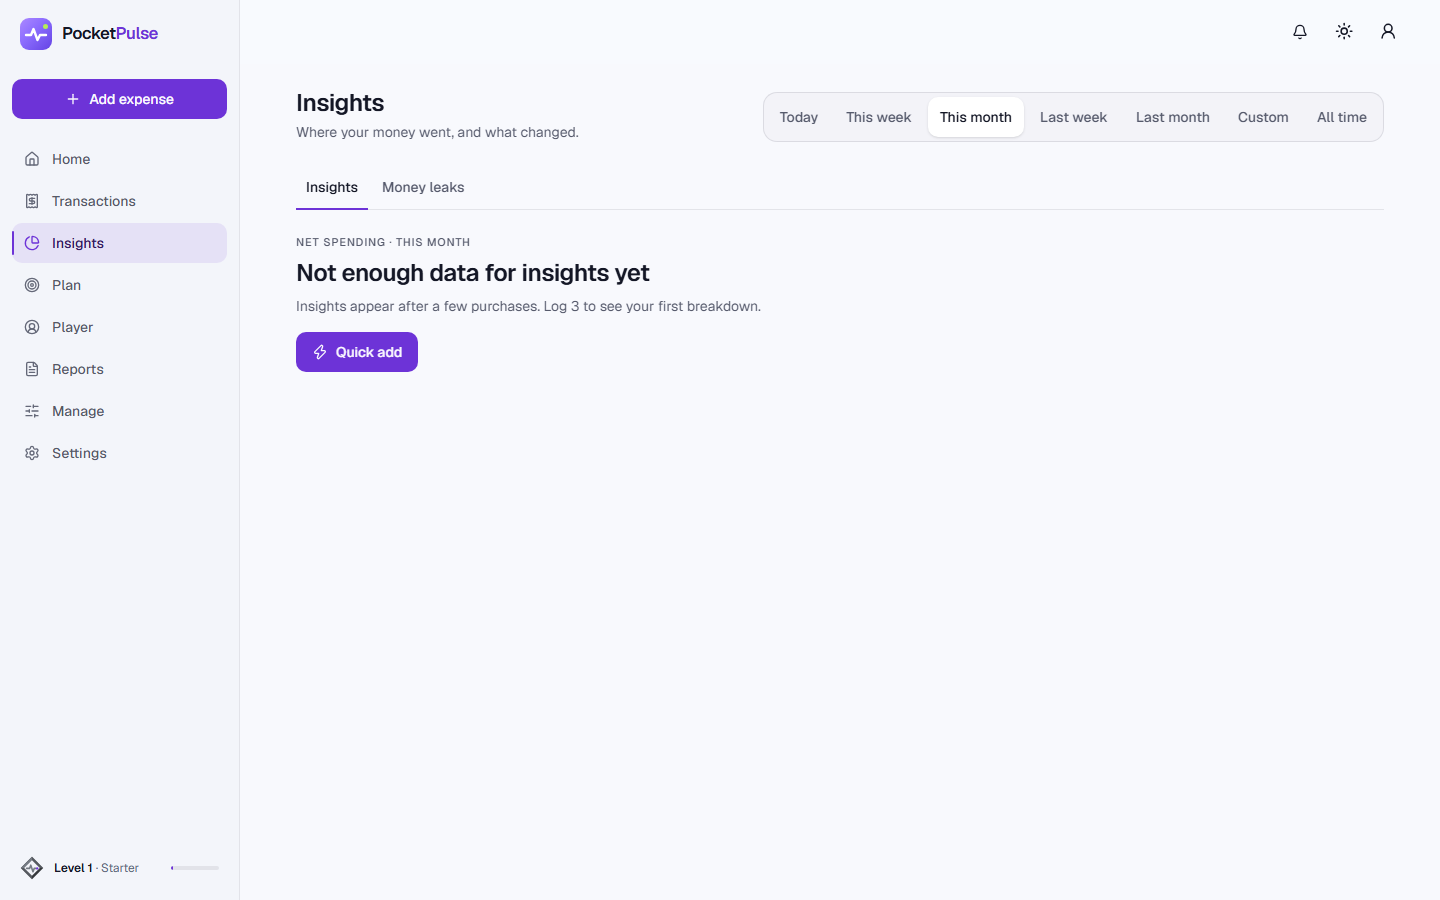 PocketPulse
Add expense
Home
Transactions
Insights
Plan
Player
Reports
Manage
Settings
Level 1 · Starter
Insights
Where your money went, and what changed.
Today
This week
This month
Last week
Last month
Custom
All time
Insights
Money leaks
NET SPENDING · THIS MONTH
Not enough data for insights yet
Insights appear after a few purchases. Log 3 to see your first breakdown.
Quick add